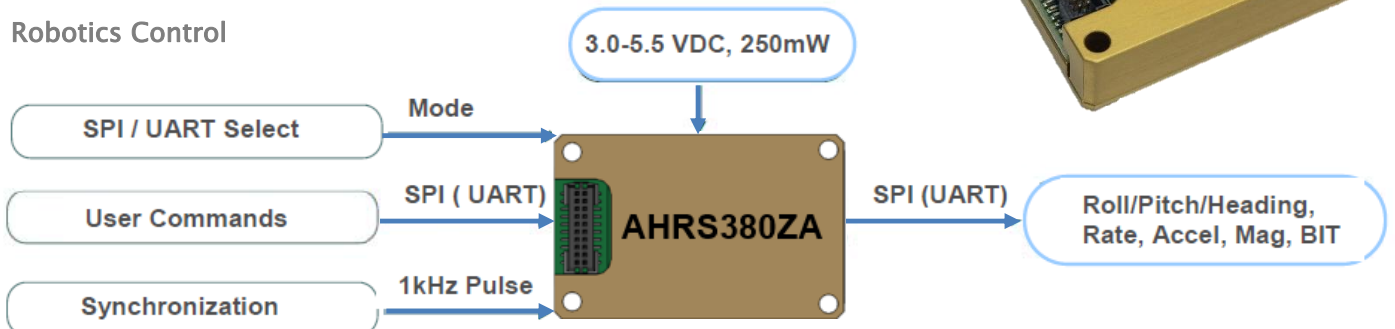 Robotics Control
3.0-5.5 VDC, 250mW
SPI / UART Select
Mode
User Commands
SPI ( UART)
AHRS380ZA
SPI (UART)
Roll/Pitch/Heading,
Rate, Accel, Mag, BIT
Synchronization
1kHz Pulse